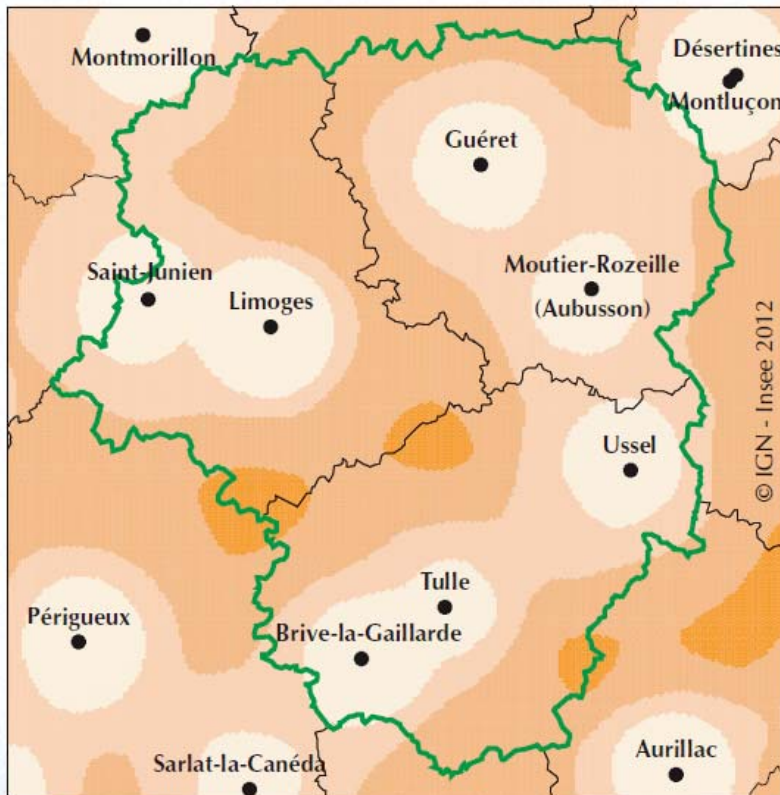 Montmorillon
Désertines
Montluçon
Guéret
Moutier-Rozeille
(Aubusson)
Saint-Junien
Limoges
© IGN - Insee 2012
Ussel
Tulle
Périgueux
Brive-la-Gaillarde
Sarlat-la-Canéda
Aurillac